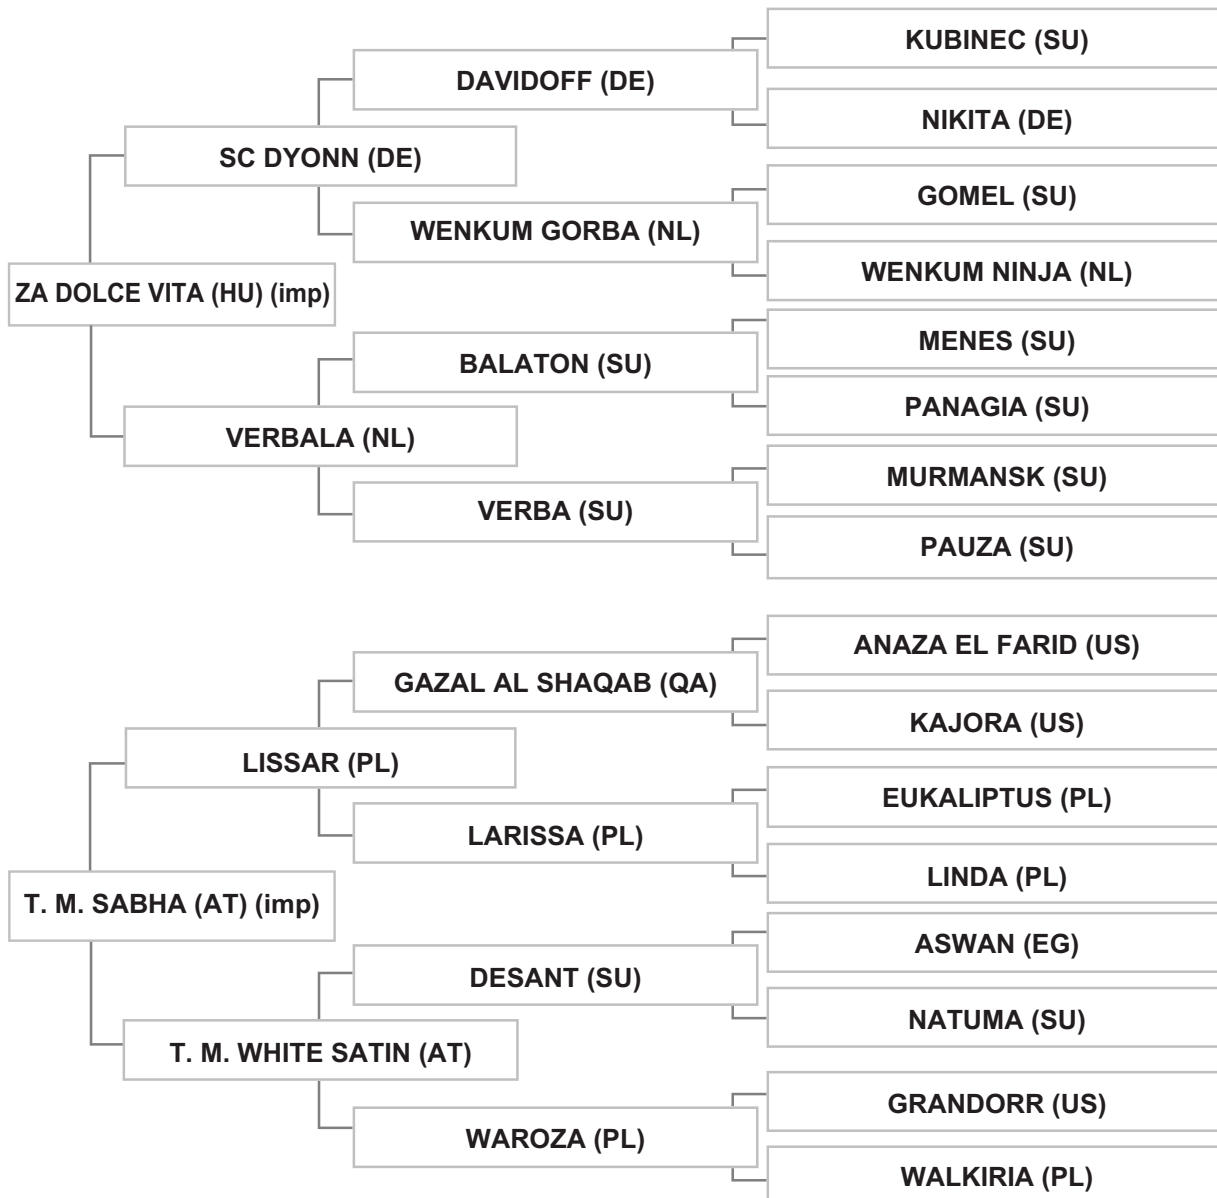 KUBINEC (SU)
DAVIDOFF (DE)
NIKITA (DE)
SC DYONN (DE)
GOMEL (SU)
WENKUM GORBA (NL)
WENKUM NINJA (NL)
ZA DOLCE VITA (HU) (imp)
MENES (SU)
BALATON (SU)
PANAGIA (SU)
VERBALA (NL)
MURMANSK (SU)
VERBA (SU)
PAUZA (SU)
ANAZA EL FARID (US)
GAZAL AL SHAQAB (QA)
KAJORA (US)
LISSAR (PL)
EUKALIPTUS (PL)
LARISSA (PL)
LINDA (PL)
T. M. SABHA (AT) (imp)
ASWAN (EG)
DESANT (SU)
NATUMA (SU)
T. M. WHITE SATIN (AT)
GRANDORR (US)
WAROZA (PL)
WALKIRIA (PL)